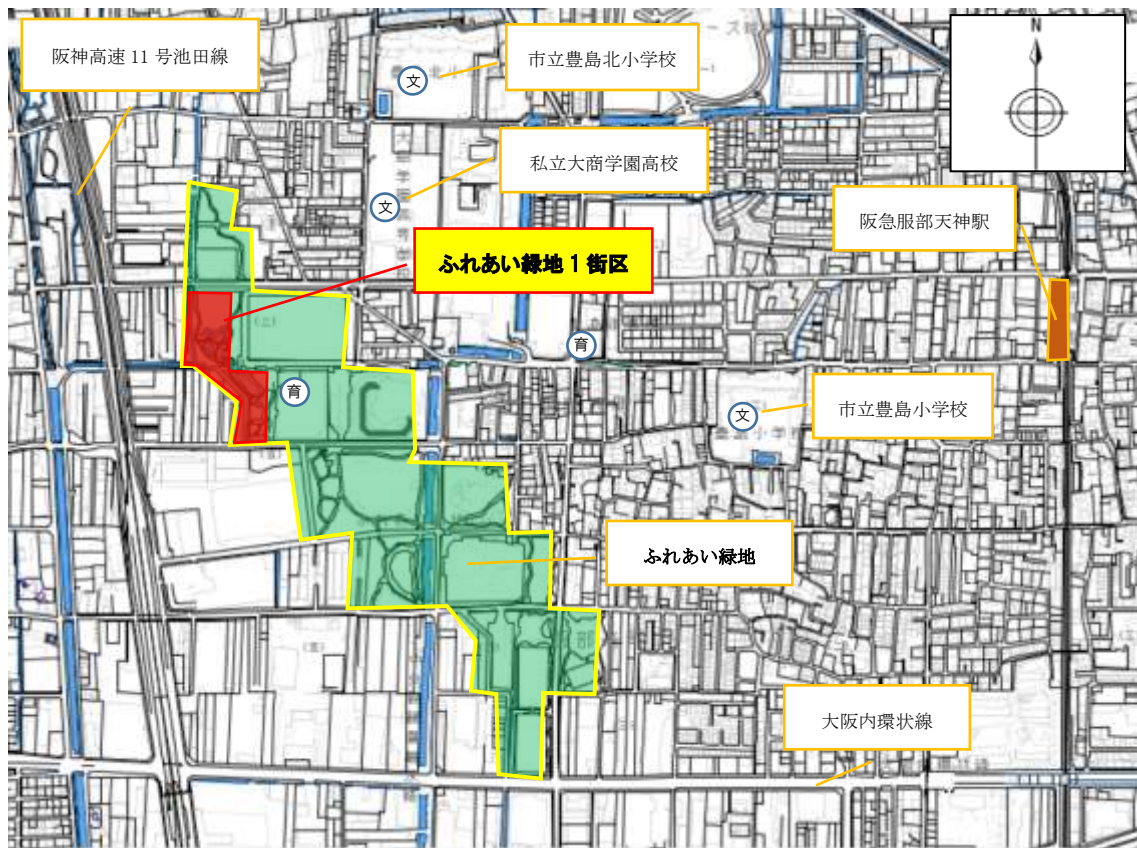 阪神高速 11 号池田線
市立豊島北小学校
N
文
私立大商学園高校
文
阪急服部天神駅
ふれあい緑地 1 街区
育
育
文
市立豊島小学校
ふれあい緑地
大阪内環状線